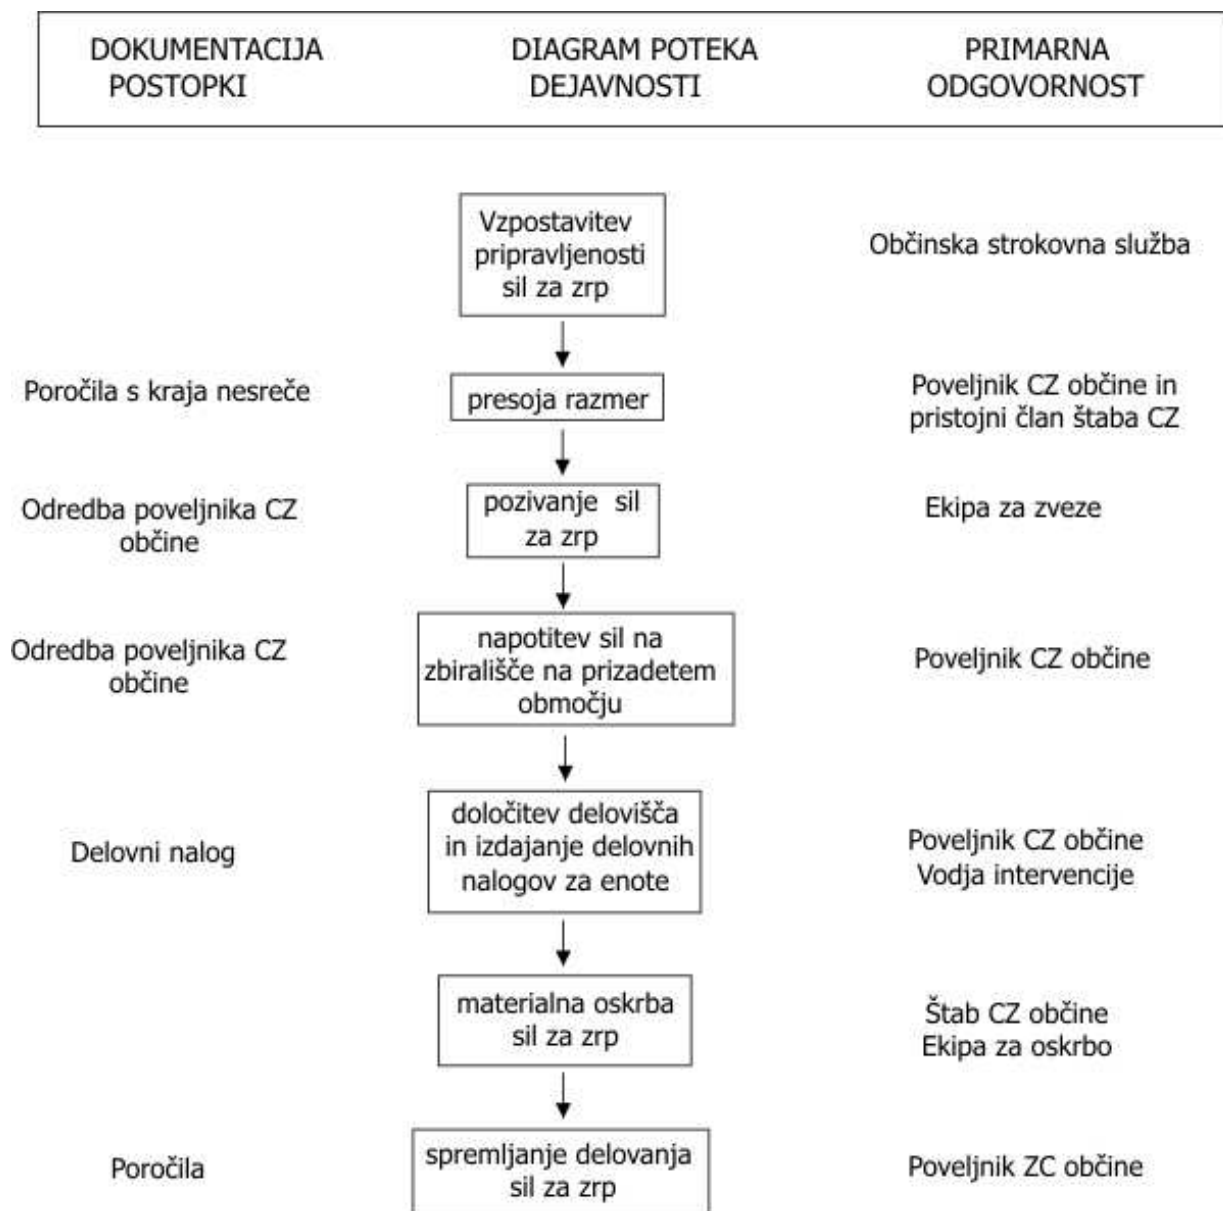 DOKUMENTACIJA
POSTOPKI
DIAGRAM POTEKA
DEJAVNOSTI
PRIMARNA
ODGOVORNOST
Vzpostavitev
pripravljenosti
sil za zrp
Občinska strokovna služba
Poročila s kraja nesreče
presoja razmer
Poveljnik CZ občine in
pristojni član štaba CZ
Odredba poveljnika CZ
občine
pozivanje sil
za zrp
Ekipa za zveze
Odredba poveljnika CZ
občine
napotitev sil na
zbirališče na prizadetem
območju
Poveljnik CZ občine
Delovni nalog
določitev delovišča
in izdajanje delovnih
nalogov za enote
Poveljnik CZ občine
Vodja intervencije
materialna oskrba
sil za zrp
Štab CZ občine
Ekipa za oskrbo
Poročila
spremljanje delovanja
sil za zrp
Poveljnik ZC občine